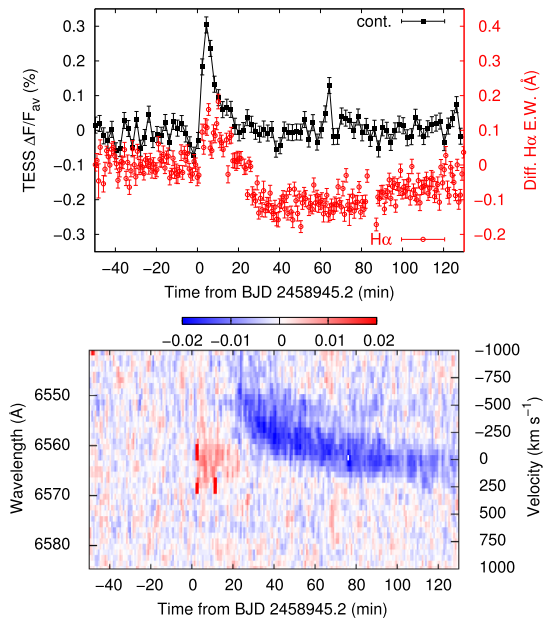 0.3
0.2
0.1
0
−0.1
−0.2
−0.3
TESS ΔF/F_av (%)
cont.
Hα
0.4
0.3
0.2
0.1
0
−0.1
−0.2
Diff. Hα E.W. (Å)
−40 −20 0 20 40 60 80 100 120
Time from BJD 2458945.2 (min)
−0.02 −0.01 0 0.01 0.02
6550
6560
6570
6580
Wavelength (Å)
−1000
−750
−500
−250
0
250
500
750
1000
Velocity (km s⁻¹)
−40 −20 0 20 40 60 80 100 120
Time from BJD 2458945.2 (min)